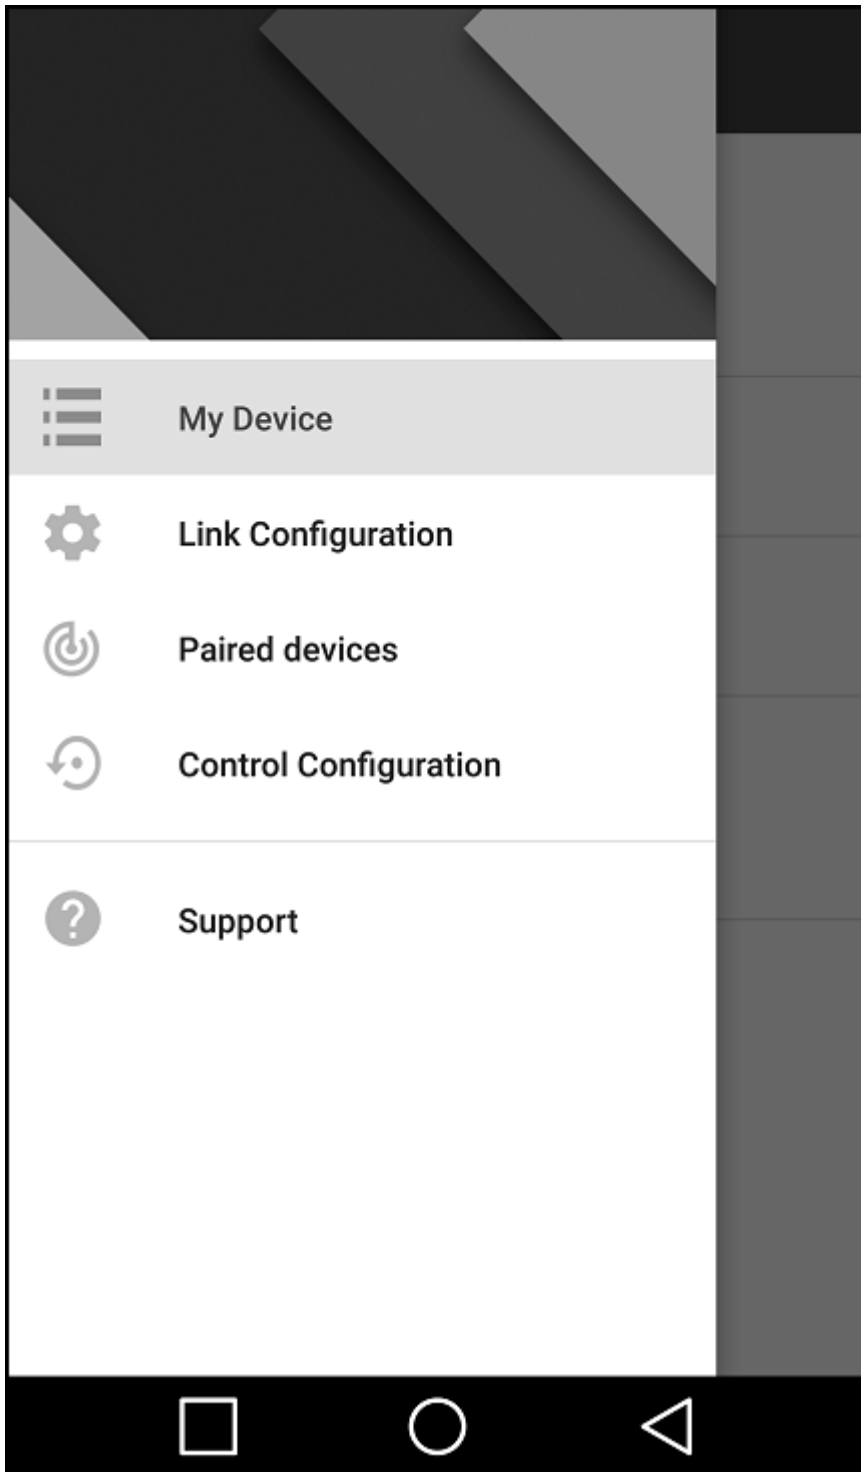 My Device
Link Configuration
Paired devices
Control Configuration
Support